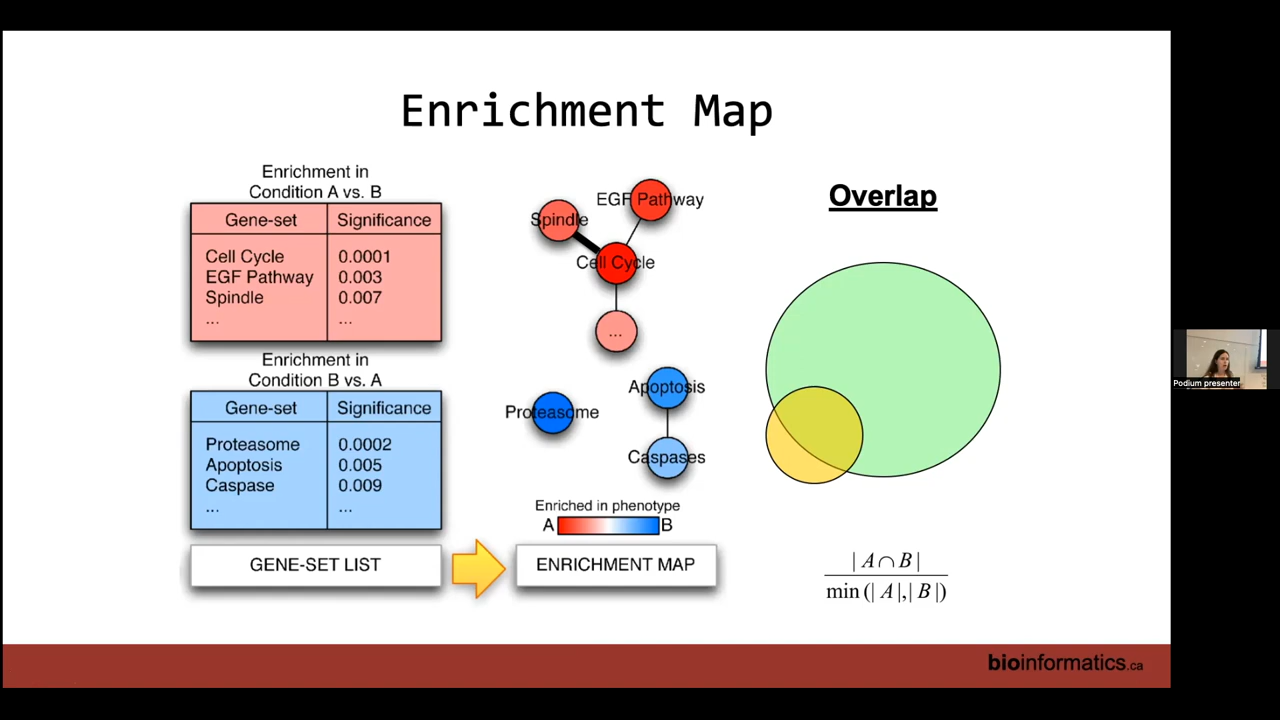 Enrichment Map
Enrichment in
Condition A vs. B
Gene-set Significance
Cell Cycle 0.0001
EGF Pathway 0.003
Spindle 0.007
... ...
Enrichment in
Condition B vs. A
Gene-set Significance
Proteasome 0.0002
Apoptosis 0.005
Caspase 0.009
... ...
GENE-SET LIST
EGF Pathway
Spindle
Cell Cycle
...
Apoptosis
Proteasome
Caspases
Enriched in phenotype
A B
ENRICHMENT MAP
Overlap
| A ∩ B |
min (| A |,| B |)
bioinformatics.ca
Podium presenter